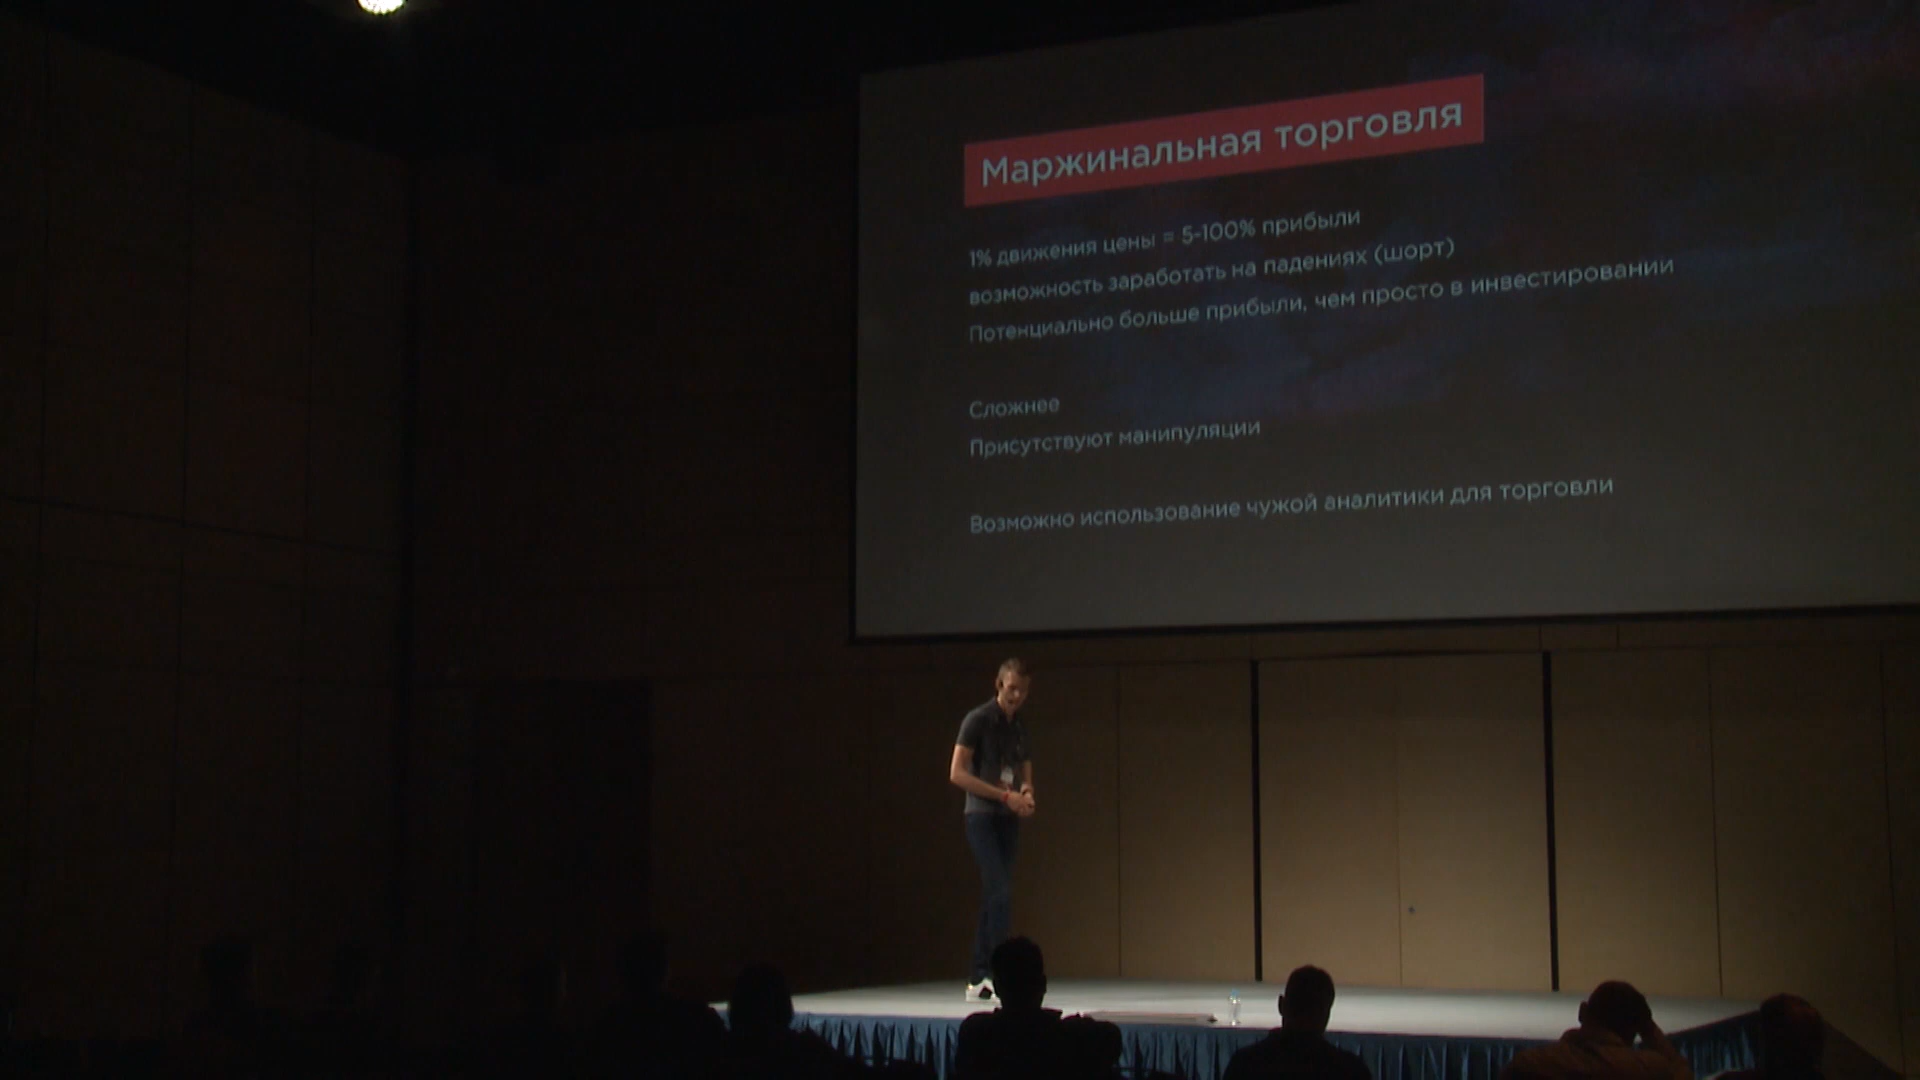 Маржинальная торговля
1% движения цены = 5-100% прибыли
возможность заработать на падениях (шорт)
Потенциально больше прибыли, чем просто в инвестировании
Сложнее
Присутствуют манипуляции
Возможно использование чужой аналитики для торговли